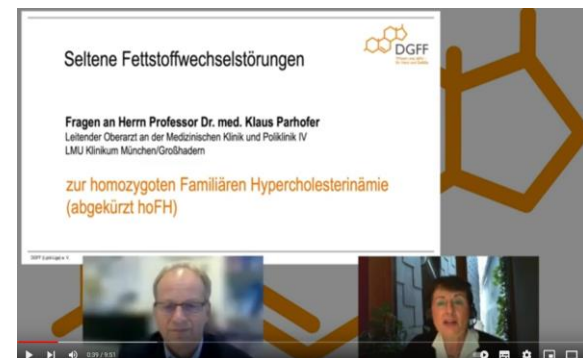 Seltene Fettstoffwechselstörungen
DGFF
Fragen an Herrn Professor Dr. med. Klaus Parhofer
Leitender Oberarzt an der Medizinischen Klinik und Poliklinik IV
LMU Klinikum München/Großhadern
zur homozygoten Familiären Hypercholesterinämie
(abgekürzt hoFH)
0:39 / 9:51